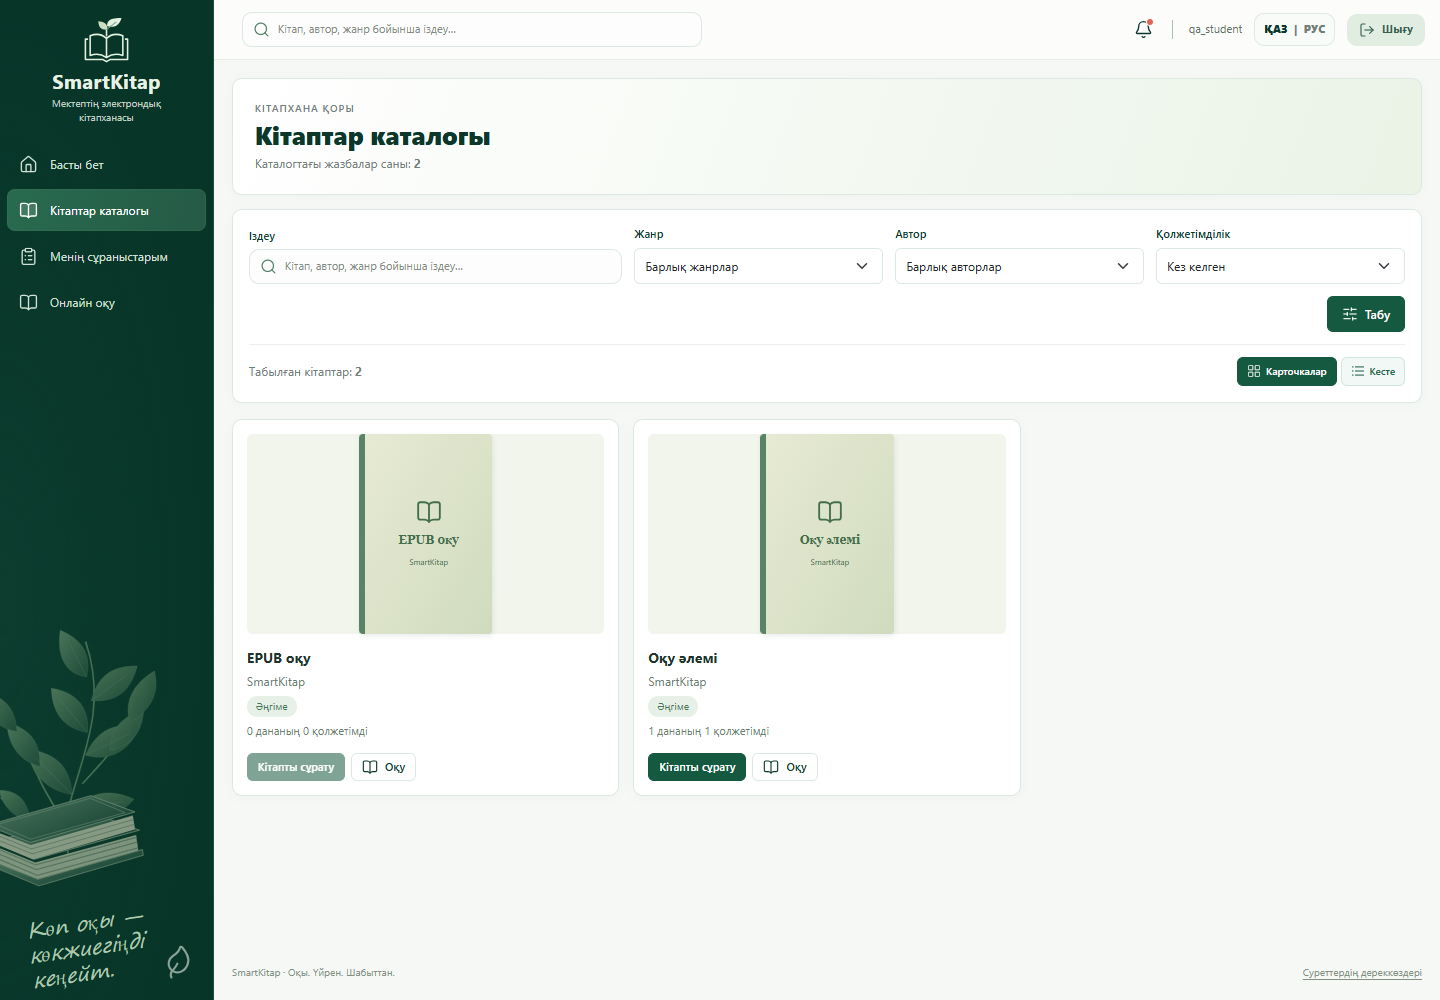 SmartKitap
Мектептің электрондық
кітапханасы
Басты бет
Кітаптар каталогы
Менің сұраныстарым
Онлайн оқу
Көп оқы —
көкжиегіңді
кеңейт.
Кітап, автор, жанр бойынша іздеу...
qa_student
ҚАЗ | РУС
Шығу
КІТАПХАНА ҚОРЫ
Кітаптар каталогы
Каталогтағы жазбалар саны: 2
Іздеу
Жанр
Автор
Қолжетімділік
Кітап, автор, жанр бойынша іздеу...
Барлық жанрлар
Барлық авторлар
Кез келген
Табу
Табылған кітаптар: 2
Карточкалар
Кесте
EPUB оқу
SmartKitap
EPUB оқу
SmartKitap
Әңгіме
0 дананың 0 қолжетімді
Кітапты сұрату
Оқу
Оқу әлемі
SmartKitap
Оқу әлемі
SmartKitap
Әңгіме
1 дананың 1 қолжетімді
Кітапты сұрату
Оқу
SmartKitap · Оқы. Үйрен. Шабыттан.
Суреттердің дереккөздері